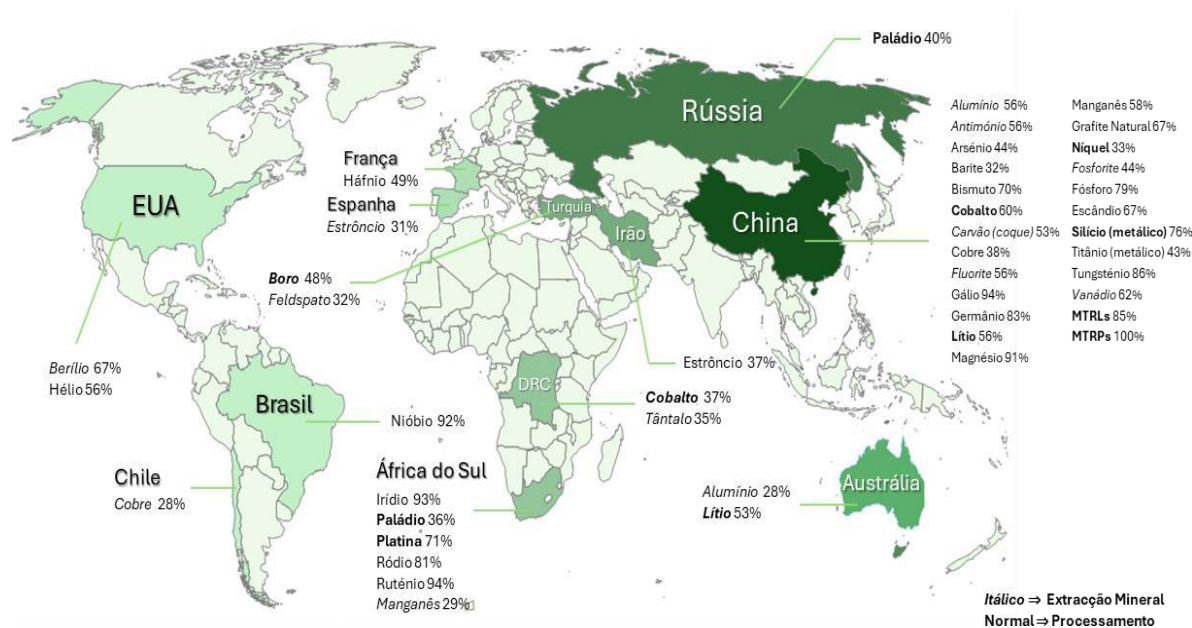 Paládio 40%
Rússia
França
Háfnio 49%
Espanha
Estrôncio 31%
EUA
Turquia
Irão
China
Boro 48%
Feldspato 32%
Alumínio 56%
Antimónio 56%
Arsénio 44%
Barite 32%
Bismuto 70%
Cobalto 60%
Carvão (coque) 53%
Cobre 38%
Fluorite 56%
Gálio 94%
Germânio 83%
Lítio 56%
Magnésio 91%
Manganês 58%
Grafite Natural 67%
Níquel 33%
Fosforite 44%
Fósforo 79%
Escândio 67%
Silício (metálico) 76%
Titânio (metálico) 43%
Tungsténio 86%
Vanádio 62%
MTRLs 85%
MTRPs 100%
Berílio 67%
Hélio 56%
Estrôncio 37%
DRC
Cobalto 37%
Tântalo 35%
Brasil
Nióbio 92%
Chile
Cobre 28%
África do Sul
Irídio 93%
Paládio 36%
Platina 71%
Ródio 81%
Ruténio 94%
Manganês 29%
Austrália
Alumínio 28%
Lítio 53%
Itálico ⇒ Extracção Mineral
Normal ⇒ Processamento